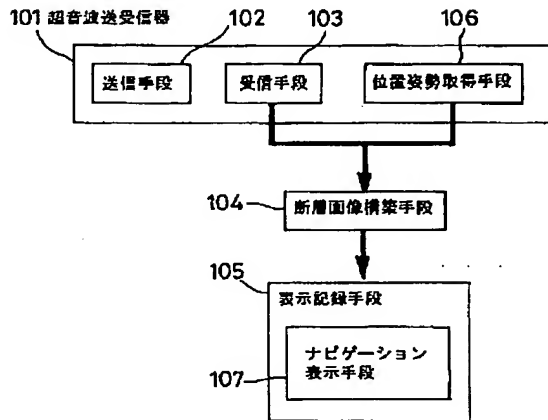 101 超音波送受信器
102
103
106
送信手段
受信手段
位置姿勢取得手段
104
断層画像構築手段
105
表示記録手段
ナビゲーション
表示手段
107